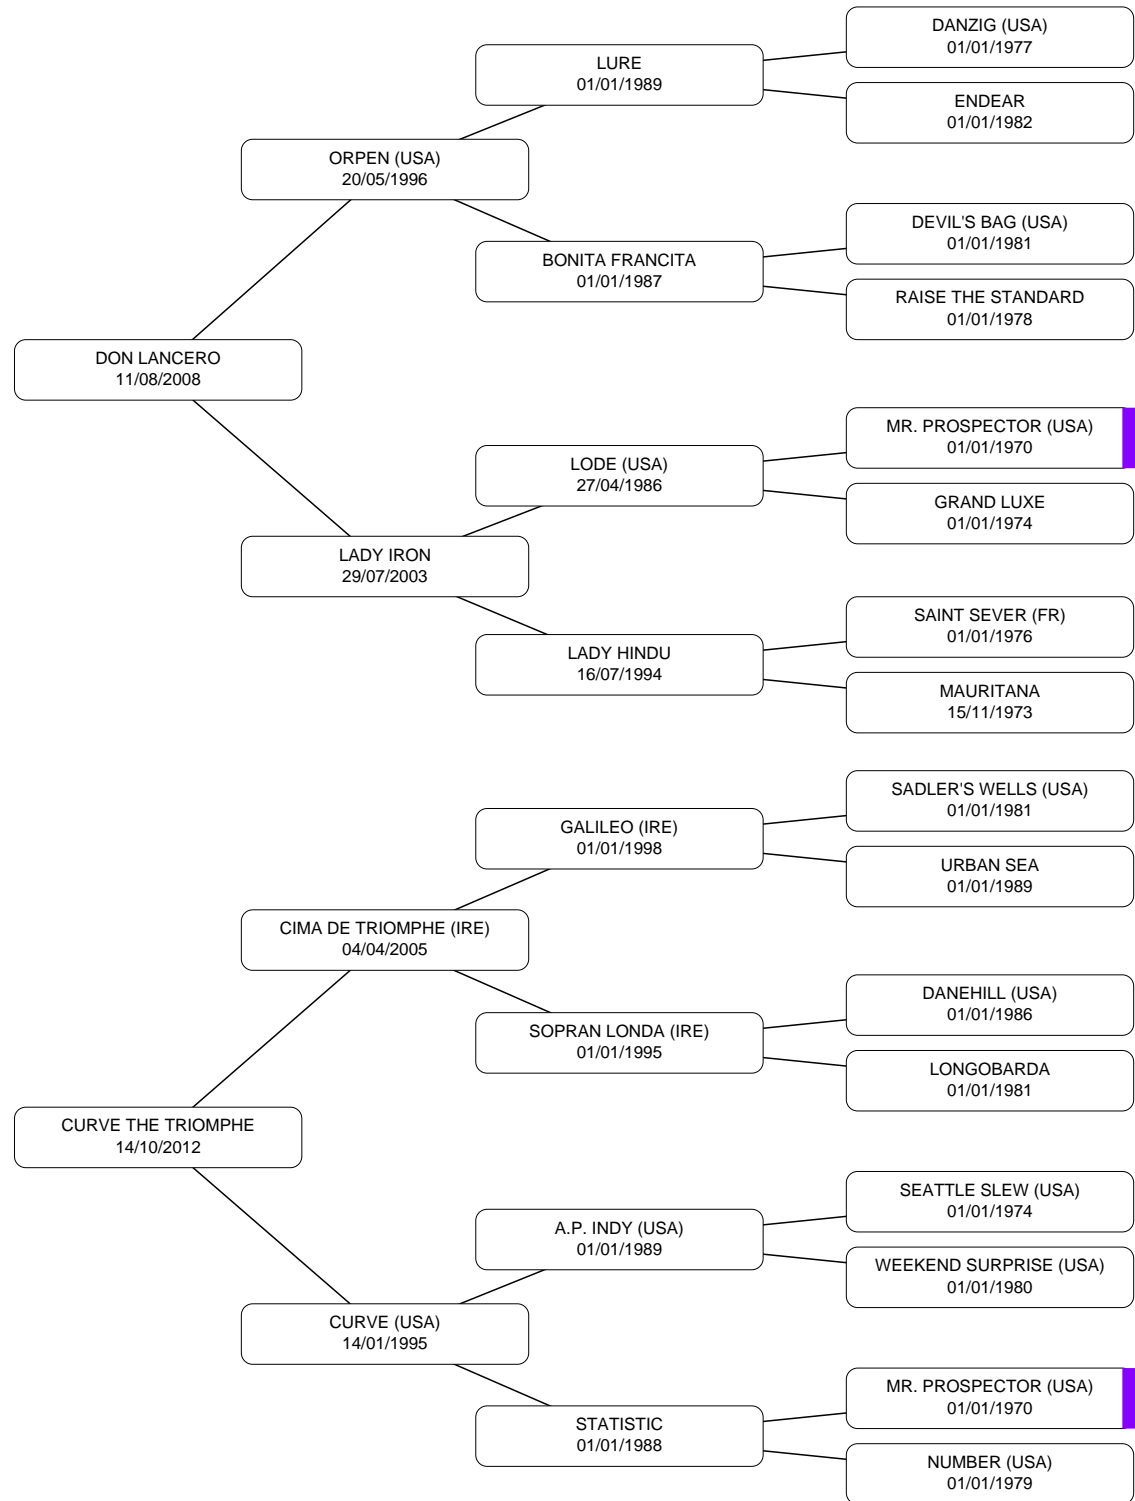 DANZIG (USA)
01/01/1977
LURE
01/01/1989
ENDEAR
01/01/1982
ORPEN (USA)
20/05/1996
DEVIL'S BAG (USA)
01/01/1981
BONITA FRANCITA
01/01/1987
RAISE THE STANDARD
01/01/1978
DON LANCERO
11/08/2008
MR. PROSPECTOR (USA)
01/01/1970
LODE (USA)
27/04/1986
GRAND LUXE
01/01/1974
LADY IRON
29/07/2003
SAINT SEVER (FR)
01/01/1976
LADY HINDU
16/07/1994
MAURITANA
15/11/1973
SADLER'S WELLS (USA)
01/01/1981
GALILEO (IRE)
01/01/1998
URBAN SEA
01/01/1989
CIMA DE TRIOMPHE (IRE)
04/04/2005
DANEHILL (USA)
01/01/1986
SOPRAN LONDA (IRE)
01/01/1995
LONGOBARDA
01/01/1981
CURVE THE TRIOMPHE
14/10/2012
SEATTLE SLEW (USA)
01/01/1974
A.P. INDY (USA)
01/01/1989
WEEKEND SURPRISE (USA)
01/01/1980
CURVE (USA)
14/01/1995
MR. PROSPECTOR (USA)
01/01/1970
STATISTIC
01/01/1988
NUMBER (USA)
01/01/1979